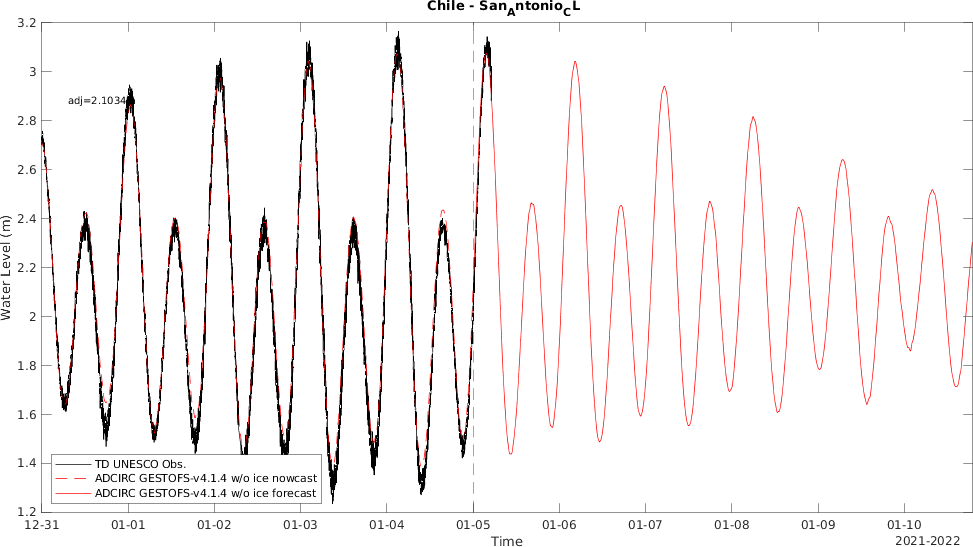 Chile - SanAntonioCL
3.2
3
2.8
2.6
2.4
2.2
2
1.8
1.6
1.4
1.2
Water Level (m)
adj=2.1034
TD UNESCO Obs.
ADCIRC GESTOFS-v4.1.4 w/o ice nowcast
ADCIRC GESTOFS-v4.1.4 w/o ice forecast
12-31 01-01 01-02 01-03 01-04 01-05 01-06 01-07 01-08 01-09 01-10
Time
2021-2022